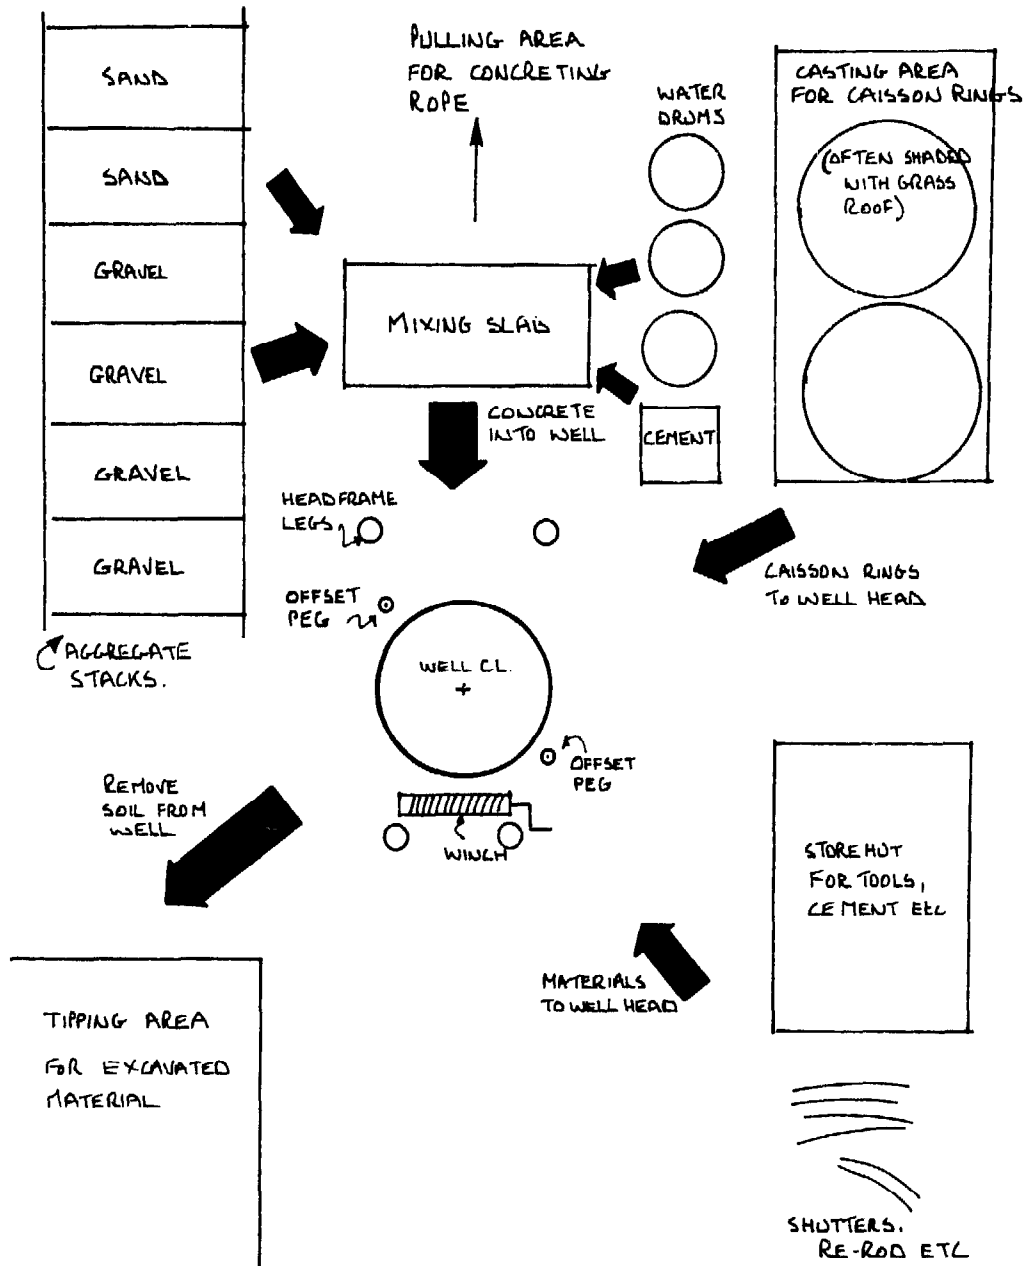 SAND
SAND
GRAVEL
GRAVEL
GRAVEL
GRAVEL
AGGREGATE
STACKS.
PULLING AREA
FOR CONCRETING
ROPE
WATER
DRUMS
CASTING AREA
FOR CAISSON RINGS
(OFTEN SHADED
WITH GRASS
ROOF)
MIXING SLAB
CONCRETE
INTO WELL
CEMENT
HEADFRAME
LEGS
CAISSON RINGS
TO WELL HEAD
OFFSET
PEG
WELL C.L.
OFFSET
PEG
WINCH
REMOVE
SOIL FROM
WELL
STORE HUT
FOR TOOLS,
CEMENT Etc
MATERIALS
TO WELL HEAD
TIPPING AREA
FOR EXCAVATED
MATERIAL
SHUTTERS.
RE-ROD ETC